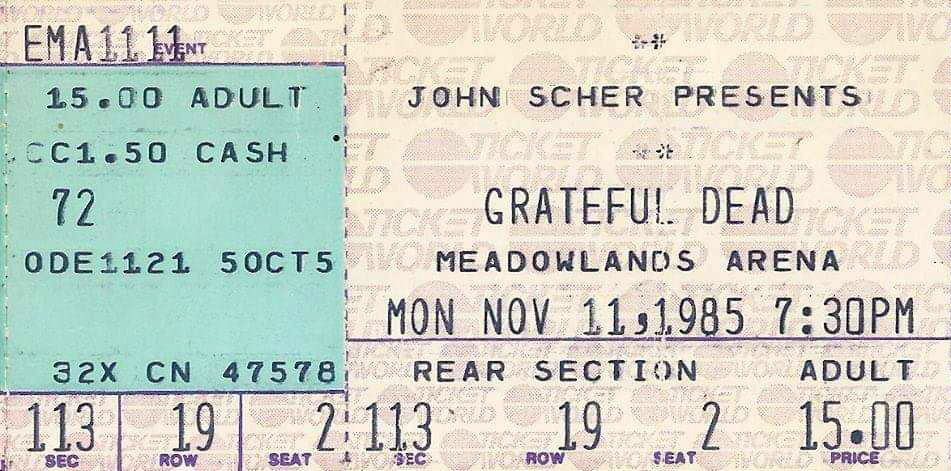 EMA1111
EVENT
15.00 ADULT
CC1.50 CASH
72
ODE1121 5OCT5
32X CN 47578
113 19 2
SEC ROW SEAT
JOHN SCHER PRESENTS
GRATEFUL DEAD
MEADOWLANDS ARENA
MON NOV 11,1985 7:30PM
REAR SECTION ADULT
113 19 2 15.00
SEC ROW SEAT PRICE
TICKET
WORLD